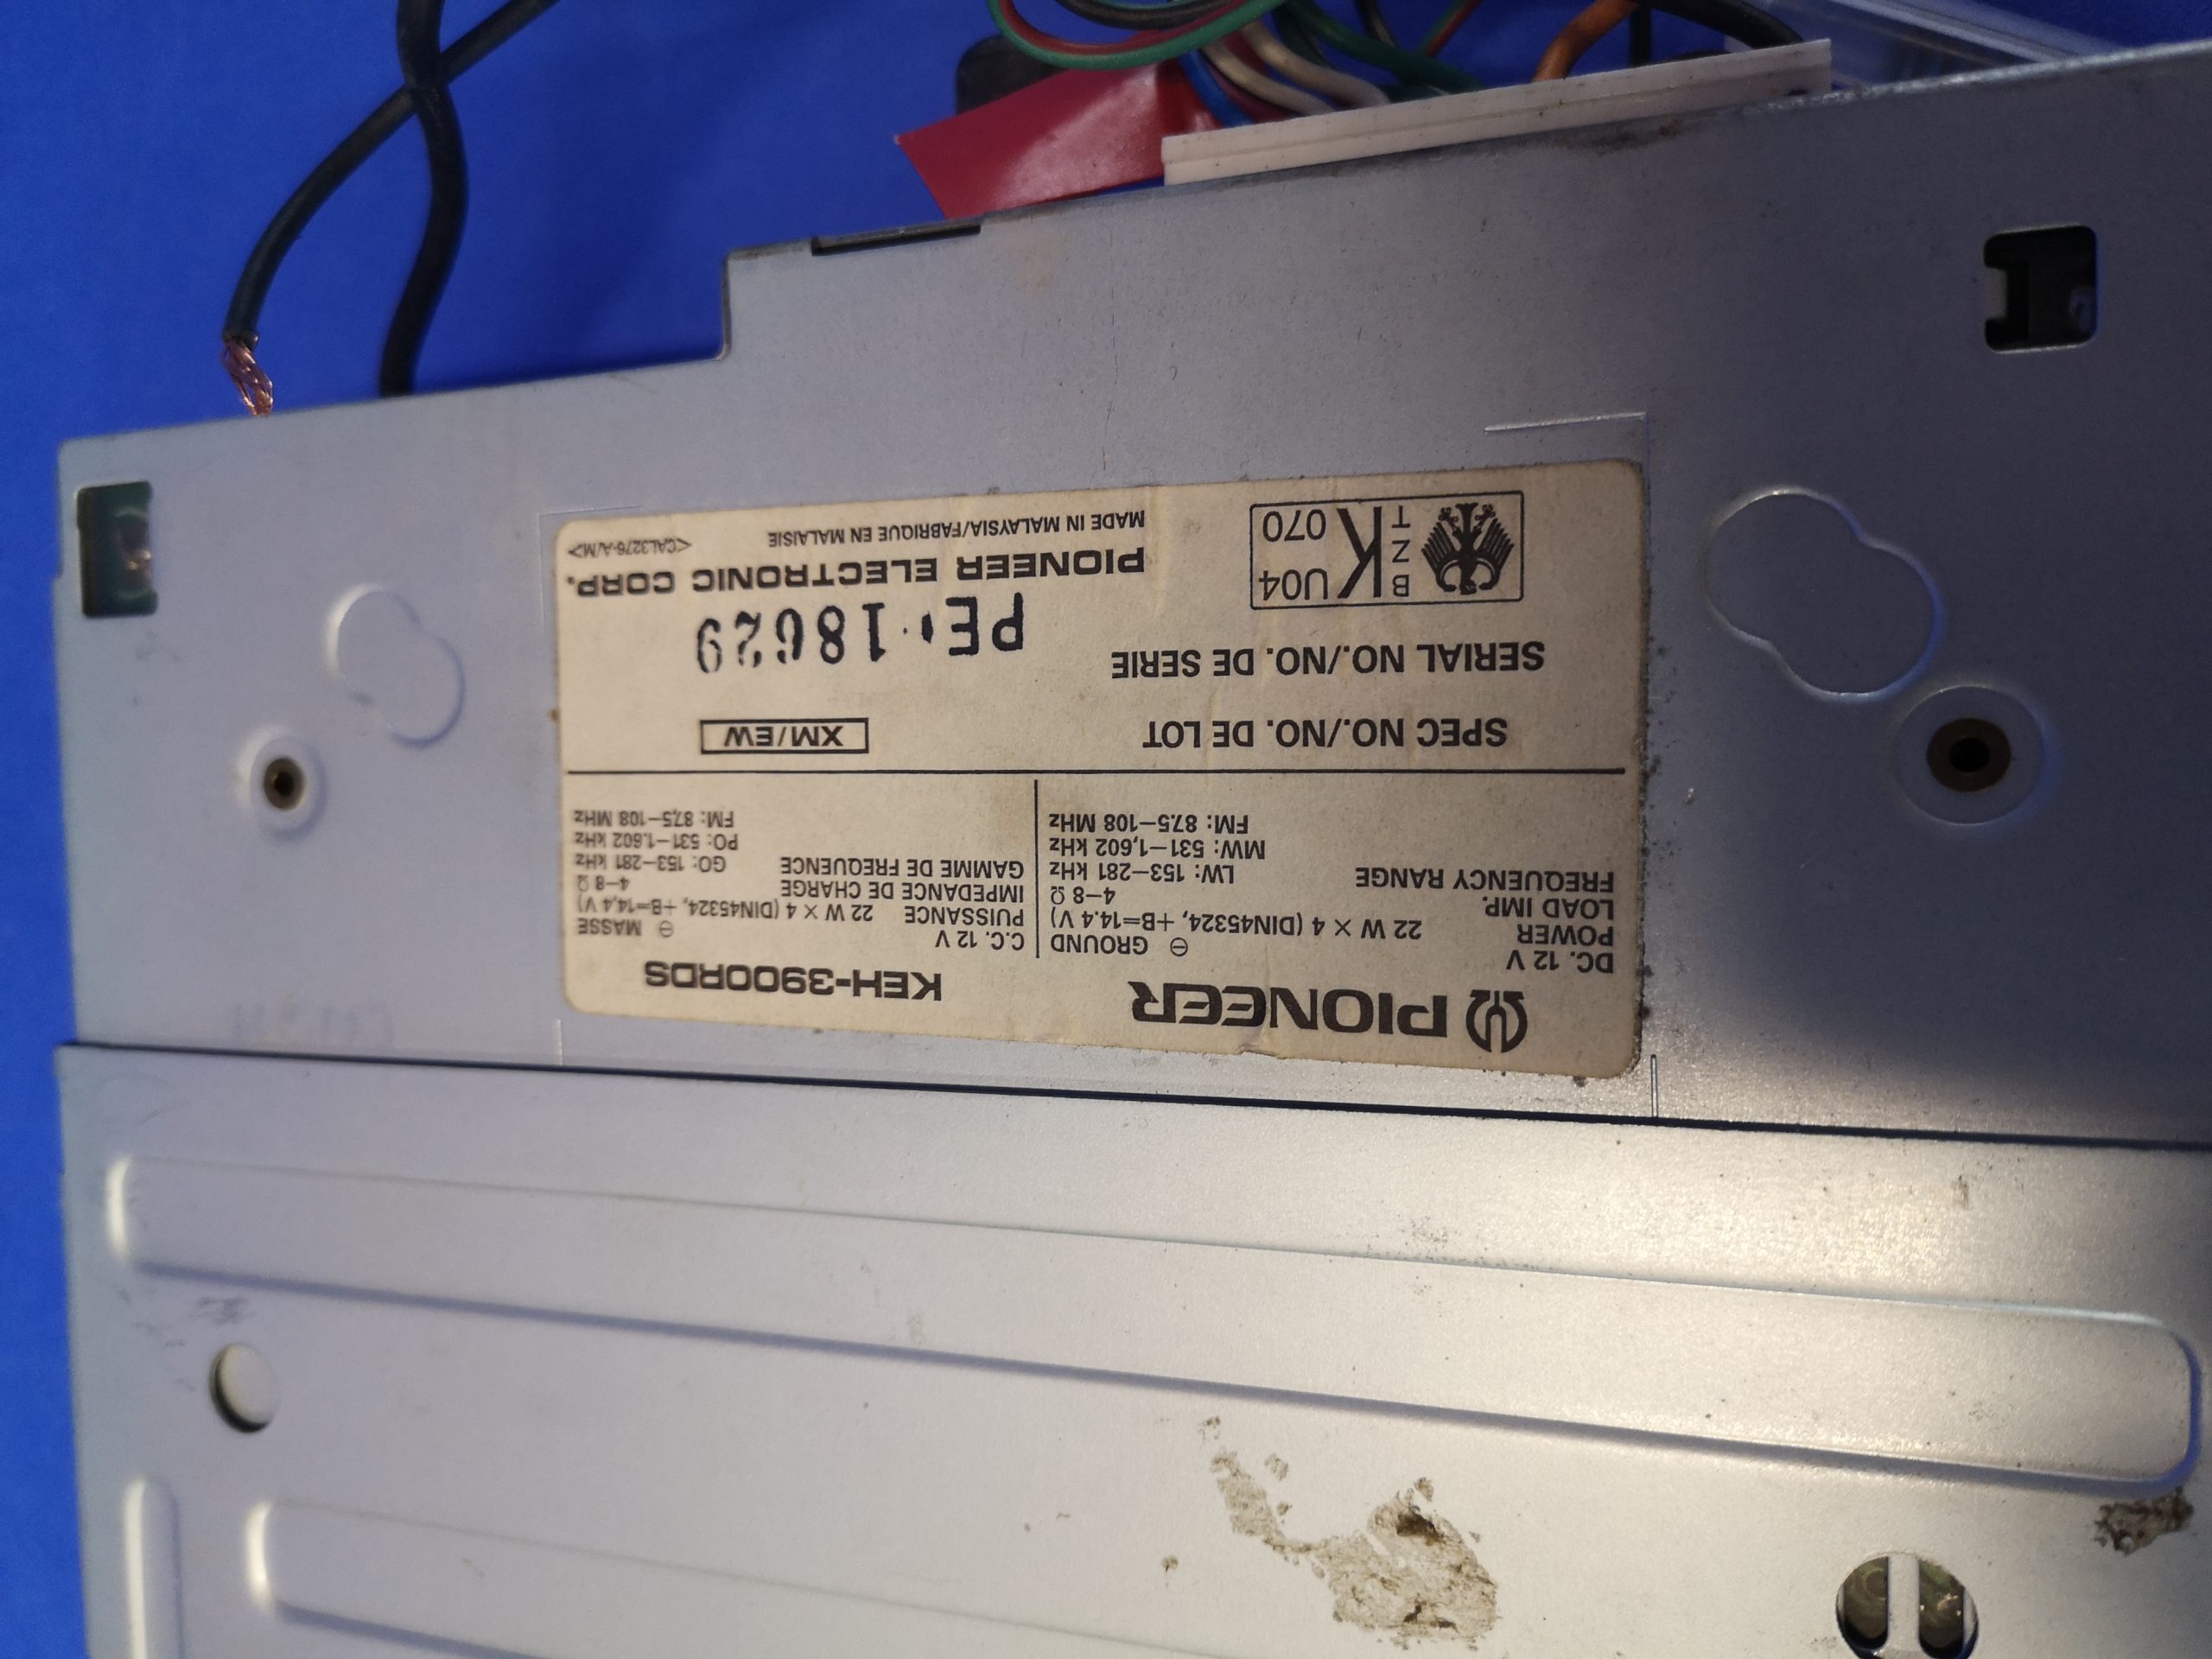 PIONEER KEH-3900RDS
DC. 12 V ⊖ GROUND
POWER 22 W × 4 (DIN45324, +B=14.4 V)
LOAD IMP. 4–8 Ω
FREQUENCY RANGE LW: 153–281 kHz
MW: 531–1,602 kHz
FM: 87.5–108 MHz
C.C. 12 V ⊖ MASSE
PUISSANCE 22 W × 4 (DIN45324, +B=14,4 V)
IMPEDANCE DE CHARGE 4–8 Ω
GAMME DE FREQUENCE GO: 153–281 kHz
PO: 531–1.602 kHz
FM: 87,5–108 MHz
SPEC NO./NO. DE LOT XM/EW
SERIAL NO./NO. DE SERIE PE 18629
BZT K U04 070
PIONEER ELECTRONIC CORP.
MADE IN MALAYSIA/FABRIQUE EN MALAISIE <CAL3276-A/M>